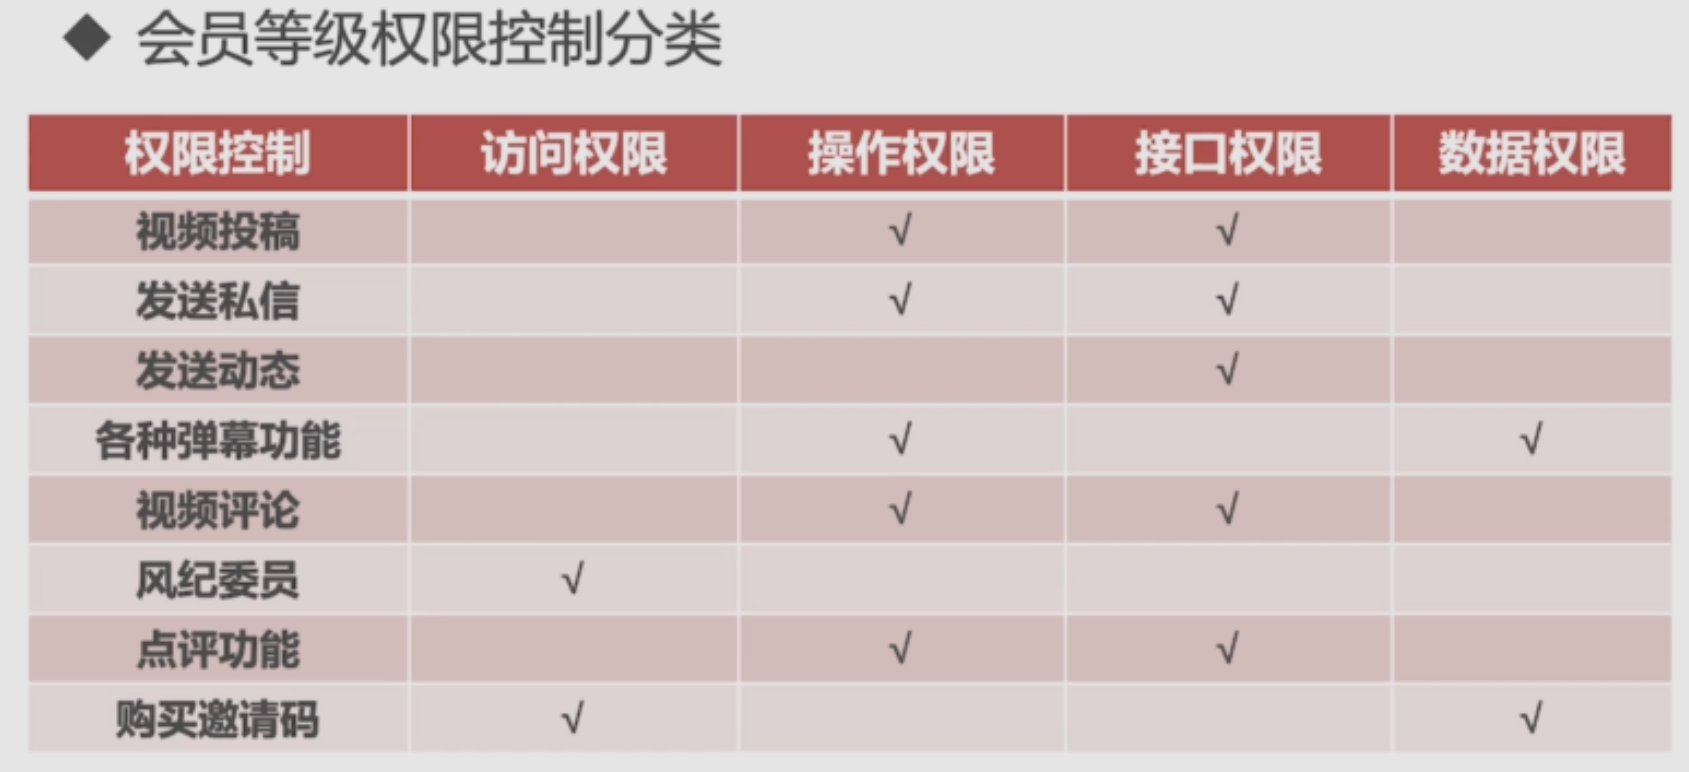 ◆ 会员等级权限控制分类
权限控制 访问权限 操作权限 接口权限 数据权限
视频投稿 √ √
发送私信 √ √
发送动态 √
各种弹幕功能 √ √
视频评论 √ √
风纪委员 √
点评功能 √ √
购买邀请码 √ √